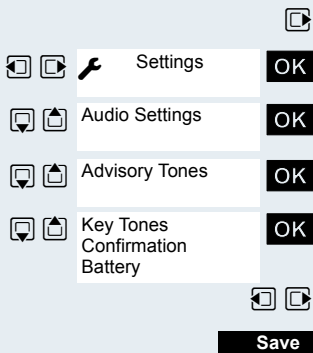 Settings OK
Audio Settings OK
Advisory Tones OK
Key Tones OK
Confirmation
Battery
Save